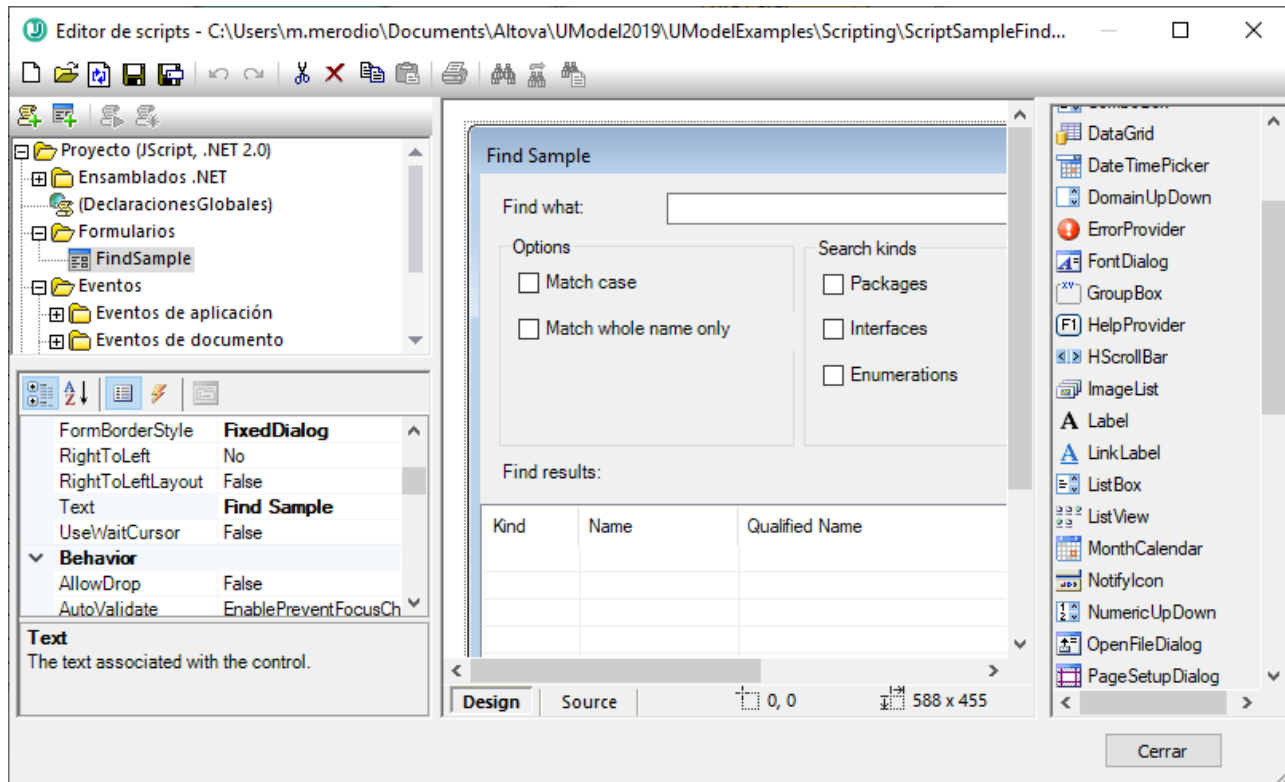 Editor de scripts - C:\Users\m.merodio\Documents\Altova\UModel2019\UModelExamples\Scripting\ScriptSampleFind...
Proyecto (JScript, .NET 2.0)
Ensamblados .NET
(DeclaracionesGlobales)
Formularios
FindSample
Eventos
Eventos de aplicación
Eventos de documento
FormBorderStyle FixedDialog
RightToLeft No
RightToLeftLayout False
Text Find Sample
UseWaitCursor False
Behavior
AllowDrop False
AutoValidate EnablePreventFocusCh
Text
The text associated with the control.
Find Sample
Find what:
Options
Match case
Match whole name only
Search kinds
Packages
Interfaces
Enumerations
Find results:
Kind Name Qualified Name
Design Source 0, 0 588 x 455
DataGrid
DateTimePicker
DomainUpDown
ErrorProvider
FontDialog
GroupBox
HelpProvider
HScrollBar
ImageList
Label
LinkLabel
ListBox
ListView
MonthCalendar
NotifyIcon
NumericUpDown
OpenFileDialog
PageSetupDialog
Cerrar